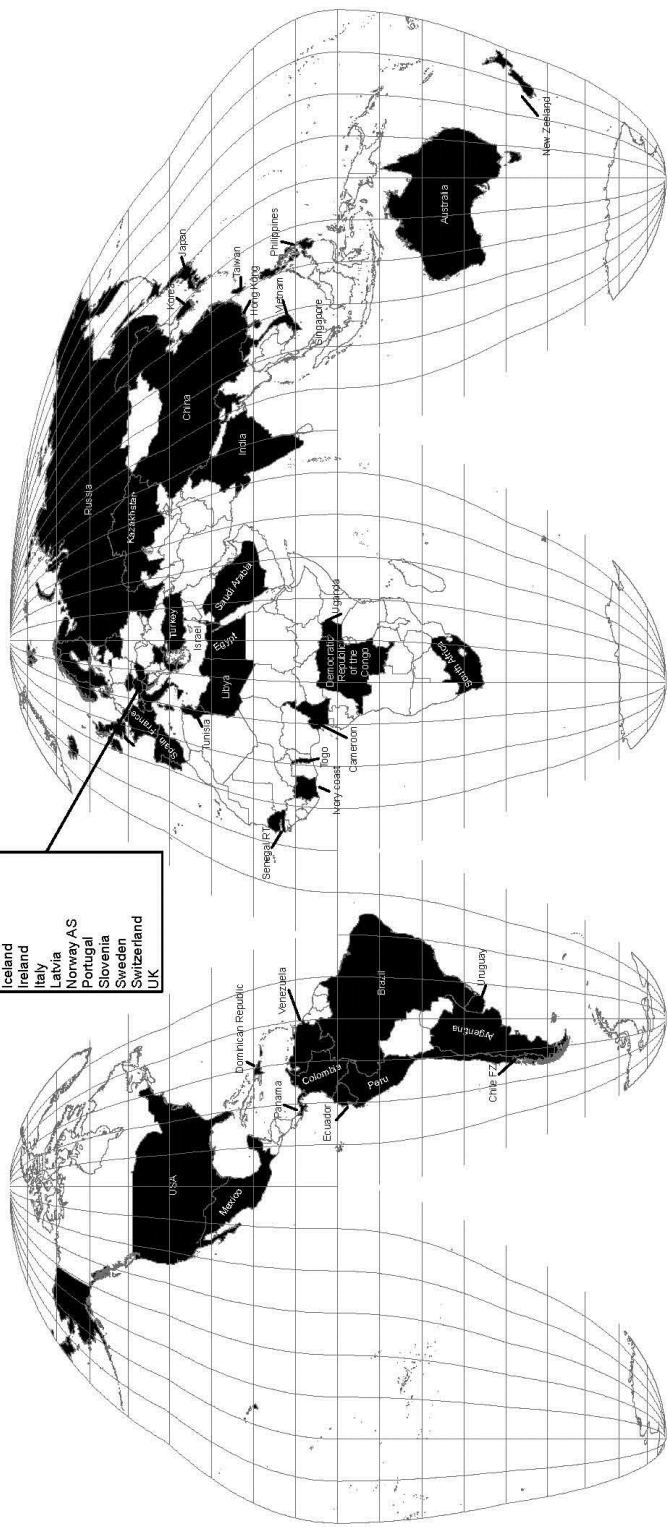 Iceland
Ireland
Italy
Latvia
Norway AS
Portugal
Slovenia
Sweden
Switzerland
UK
USA
Mexico
Dominican Republic
Panama
Venezuela
Colombia
Ecuador
Peru
Brazil
Chile FZ
Argentina
Uruguay
Russia
Kazakhstan
China
Korea
Japan
Taiwan
Hong Kong
Vietnam
Philippines
Singapore
India
Turkey
Israel
Saudi Arabia
Egypt
Libya
Tunisia
France
Spain
Senegal RT
Ivory coast
Togo
Cameroon
Democratic
Republic
of the
Congo
Uganda
South Africa
Australia
New Zeeland